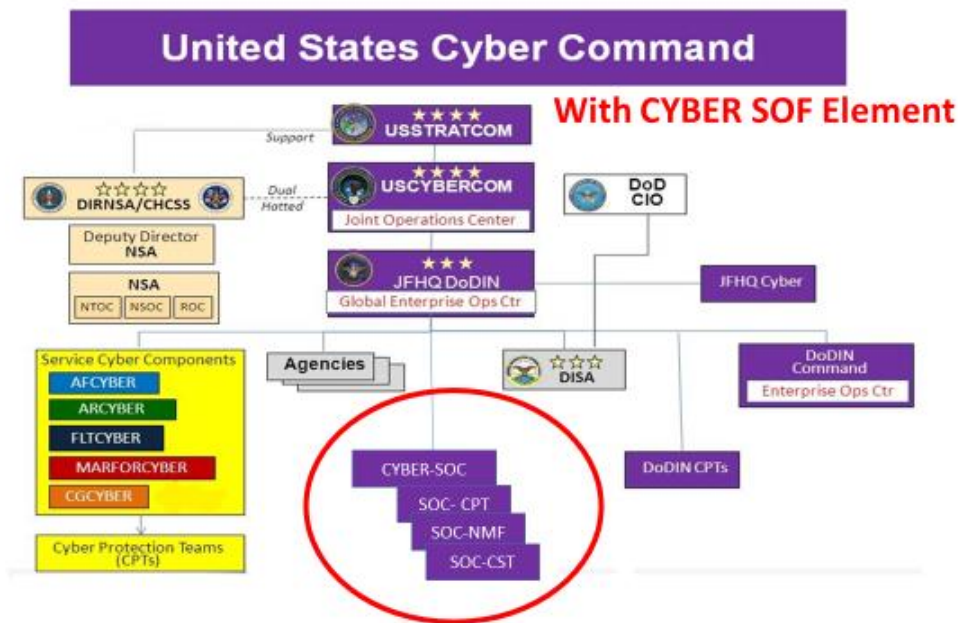 United States Cyber Command
With CYBER SOF Element
USSTRATCOM
Support
DIRNSA/CHCSS
Dual
Hatted
USCYBERCOM
Joint Operations Center
DoD
CIO
Deputy Director
NSA
NSA
NTOC
NSOC
ROC
JFHQ DoDIN
Global Enterprise Ops Ctr
JFHQ Cyber
Service Cyber Components
AFCYBER
ARCYBER
FLTCYBER
MARFORCYBER
CGCYBER
Cyber Protection Teams
(CPTs)
Agencies
DISA
DoDIN
Command
Enterprise Ops Ctr
CYBER-SOC
SOC- CPT
SOC-NMF
SOC-CST
DoDIN CPTs